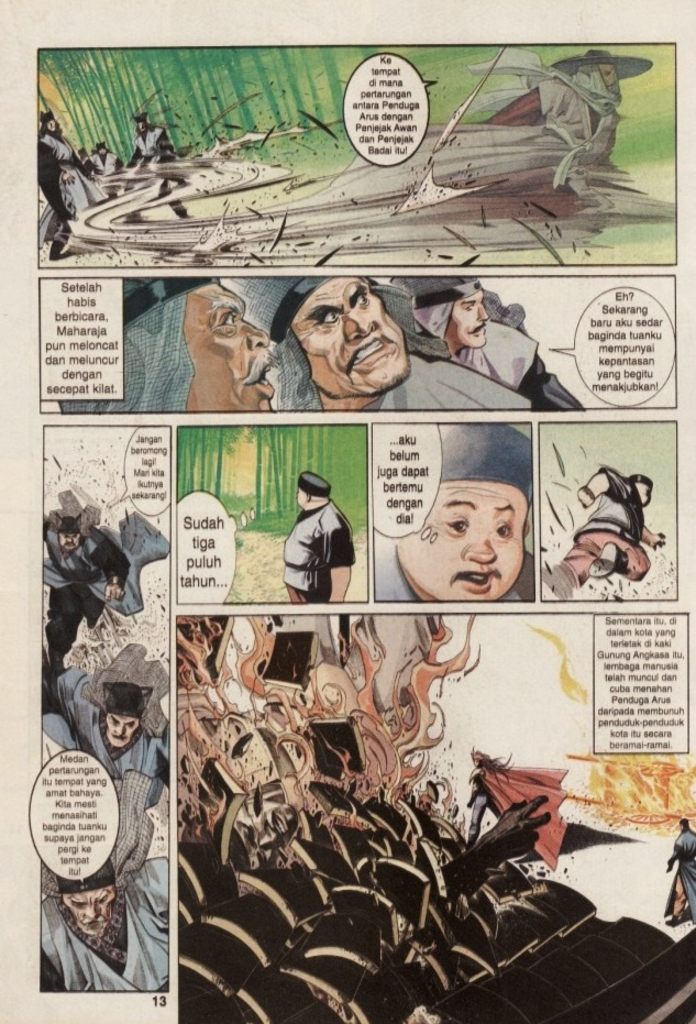 Ke
tempat
di mana
pertarungan
antara Penduga
Arus dengan
Penjejak Awan
dan Penjejak
Badai itu!
Setelah
habis
berbicara,
Maharaja
pun meloncat
dan meluncur
dengan
secepat kilat.
Eh?
Sekarang
baru aku sedar
baginda tuanku
mempunyai
kepantasan
yang begitu
menakjubkan!
Jangan
beromong
lagi!
Mari kita
ikutnya
sekarang!
Sudah
tiga
puluh
tahun...
...aku
belum
juga dapat
bertemu
dengan
dia!
Medan
pertarungan
itu tempat yang
amat bahaya.
Kita mesti
menasihati
baginda tuanku
supaya jangan
pergi ke
tempat
itu!
Sementara itu, di
dalam kota yang
terletak di kaki
Gunung Angkasa itu,
lembaga manusia
telah muncul dan
cuba menahan
Penduga Arus
daripada membunuh
penduduk-penduduk
kota itu secara
beramai-ramai.
13